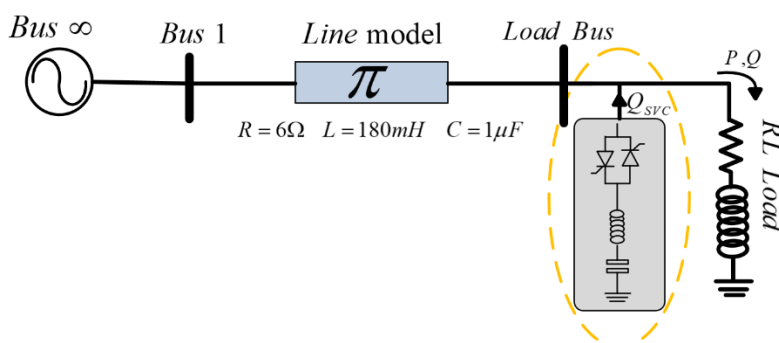 Bus ∞
Bus 1
Line model
Load Bus
P,Q
π
Q_SVC
R = 6Ω L = 180mH C = 1μF
RL Load